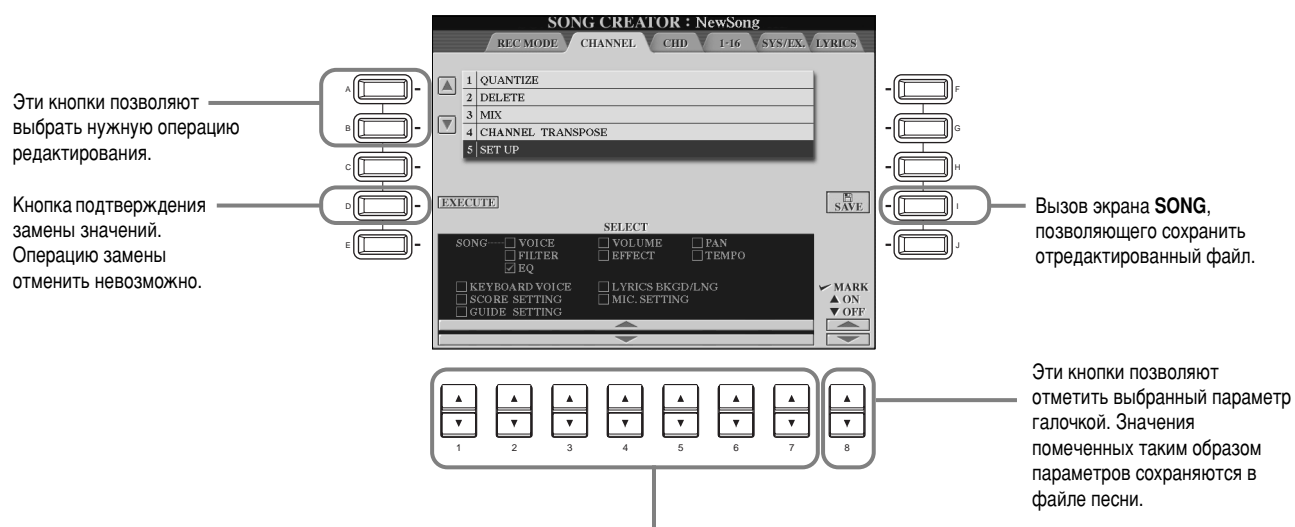 SONG CREATOR : NewSong
REC MODE CHANNEL CHD 1-16 SYS/EX. LYRICS
1 QUANTIZE
2 DELETE
3 MIX
4 CHANNEL TRANSPOSE
5 SET UP
EXECUTE
SAVE
SELECT
SONG VOICE VOLUME PAN
FILTER EFFECT TEMPO
EQ
KEYBOARD VOICE LYRICS BKGD/LNG
SCORE SETTING MIC. SETTING
GUIDE SETTING
MARK
▲ ON
▼ OFF
A
B
C
D
E
F
G
H
I
J
Эти кнопки позволяют
выбрать нужную операцию
редактирования.
Кнопка подтверждения
замены значений.
Операцию замены
отменить невозможно.
Вызов экрана SONG,
позволяющего сохранить
отредактированный файл.
1 2 3 4 5 6 7 8
Эти кнопки позволяют
отметить выбранный параметр
галочкой. Значения
помеченных таким образом
параметров сохраняются в
файле песни.